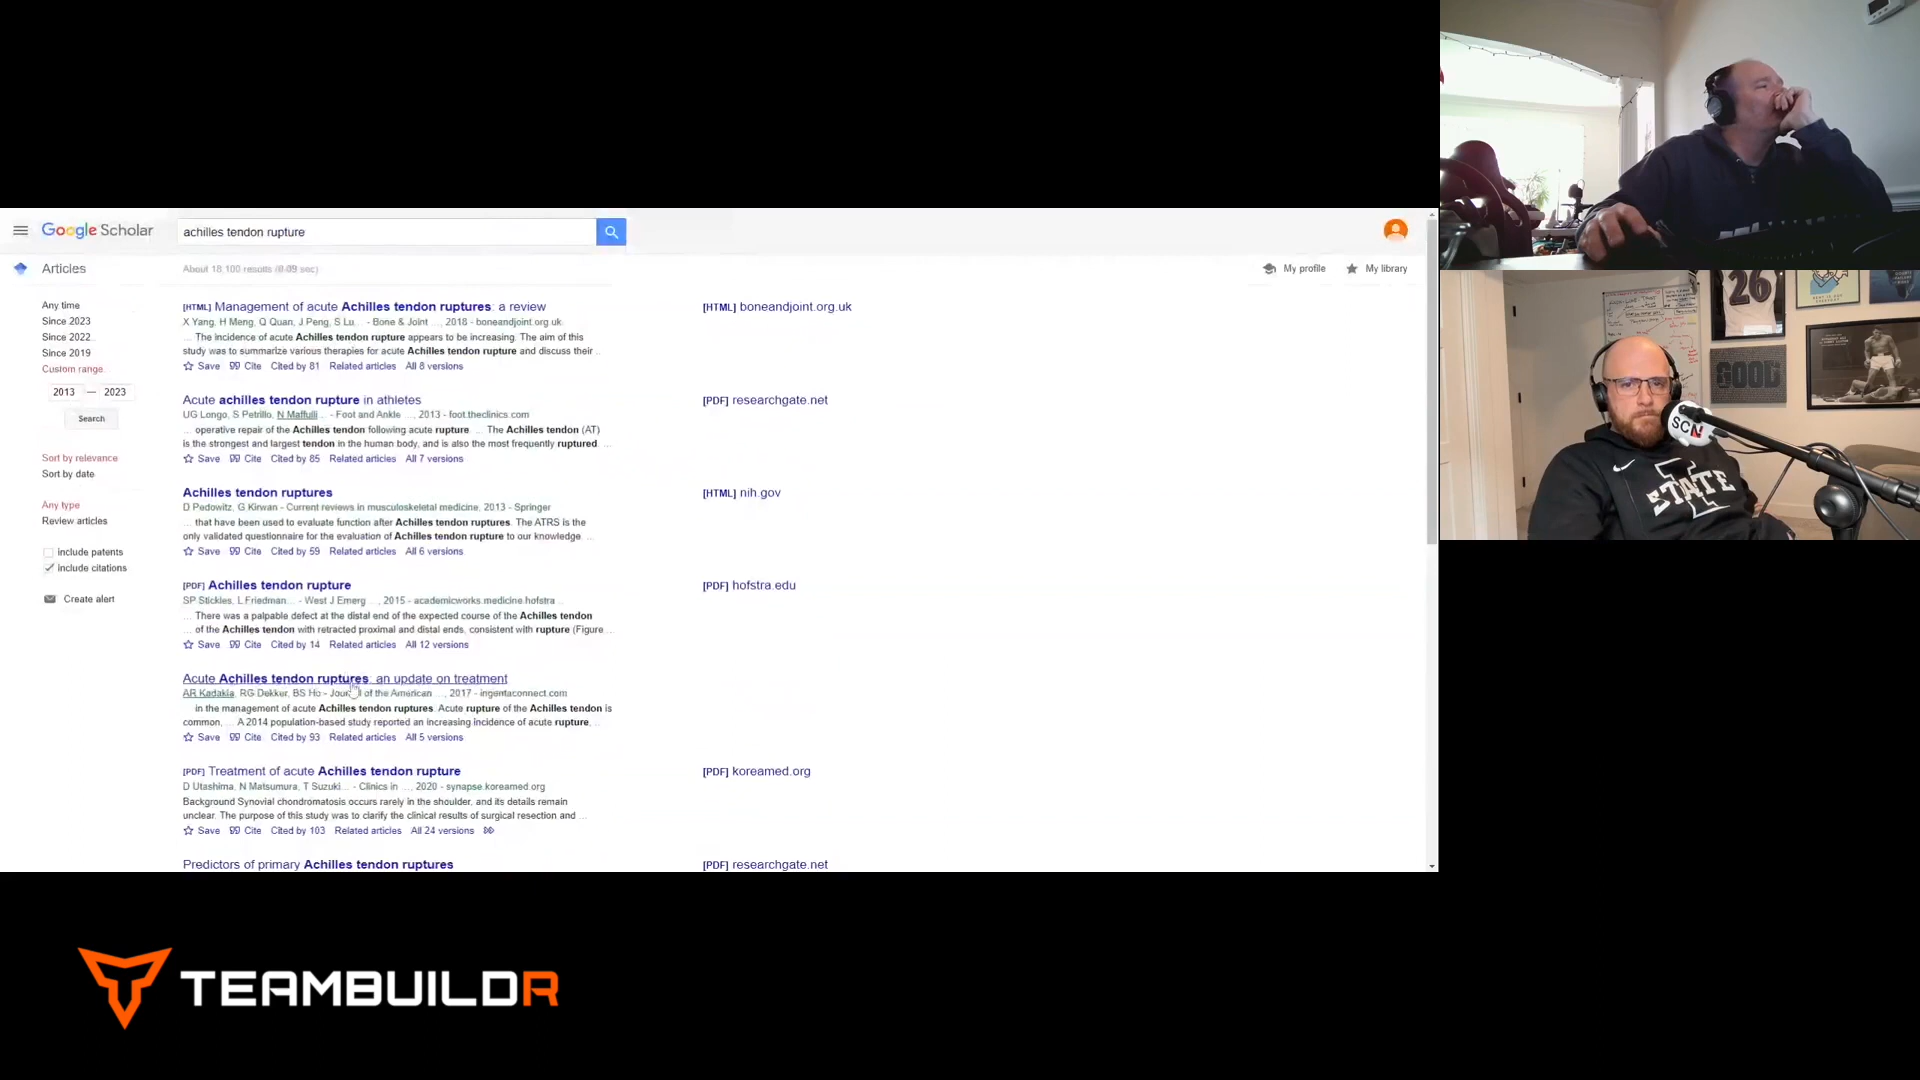 Google Scholar
achilles tendon rupture
Articles
About 18,100 results (0.09 sec)
My profile
My library
Any time
Since 2023
Since 2022
Since 2019
Custom range
2013 — 2023
Search
Sort by relevance
Sort by date
Any type
Review articles
include patents
include citations
Create alert
[HTML] Management of acute Achilles tendon ruptures: a review
X Yang, H Meng, Q Quan, J Peng, S Lu... - Bone & Joint ..., 2018 - boneandjoint.org.uk
... The incidence of acute Achilles tendon rupture appears to be increasing. The aim of this
study was to summarize various therapies for acute Achilles tendon rupture and discuss their ...
Save Cite Cited by 81 Related articles All 8 versions
[HTML] boneandjoint.org.uk
Acute achilles tendon rupture in athletes
UG Longo, S Petrillo, N Maffulli... - Foot and Ankle ..., 2013 - foot.theclinics.com
... operative repair of the Achilles tendon following acute rupture. ... The Achilles tendon (AT)
is the strongest and largest tendon in the human body, and is also the most frequently ruptured. ...
Save Cite Cited by 85 Related articles All 7 versions
[PDF] researchgate.net
Achilles tendon ruptures
D Pedowitz, G Kirwan - Current reviews in musculoskeletal medicine, 2013 - Springer
... that have been used to evaluate function after Achilles tendon ruptures. The ATRS is the
only validated questionnaire for the evaluation of Achilles tendon rupture to our knowledge. ...
Save Cite Cited by 59 Related articles All 6 versions
[HTML] nih.gov
[PDF] Achilles tendon rupture
SP Stickles, L Friedman... - West J Emerg ..., 2015 - academicworks.medicine.hofstra ...
... There was a palpable defect at the distal end of the expected course of the Achilles tendon
... of the Achilles tendon with retracted proximal and distal ends, consistent with rupture (Figure ...
Save Cite Cited by 14 Related articles All 12 versions
[PDF] hofstra.edu
Acute Achilles tendon ruptures: an update on treatment
AR Kadakia, RG Dekker, BS Ho - Journal of the American ..., 2017 - ingentaconnect.com
in the management of acute Achilles tendon ruptures. Acute rupture of the Achilles tendon is
common, ... A 2014 population-based study reported an increasing incidence of acute rupture, ...
Save Cite Cited by 93 Related articles All 5 versions
[PDF] Treatment of acute Achilles tendon rupture
D Utashima, N Matsumura, T Suzuki... - Clinics in ..., 2020 - synapse.koreamed.org
Background Synovial chondromatosis occurs rarely in the shoulder, and its details remain
unclear. The purpose of this study was to clarify the clinical results of surgical resection and ...
Save Cite Cited by 103 Related articles All 24 versions
[PDF] koreamed.org
Predictors of primary Achilles tendon ruptures
[PDF] researchgate.net
26
GOOD
SCN
STATE
TEAMBUILDR